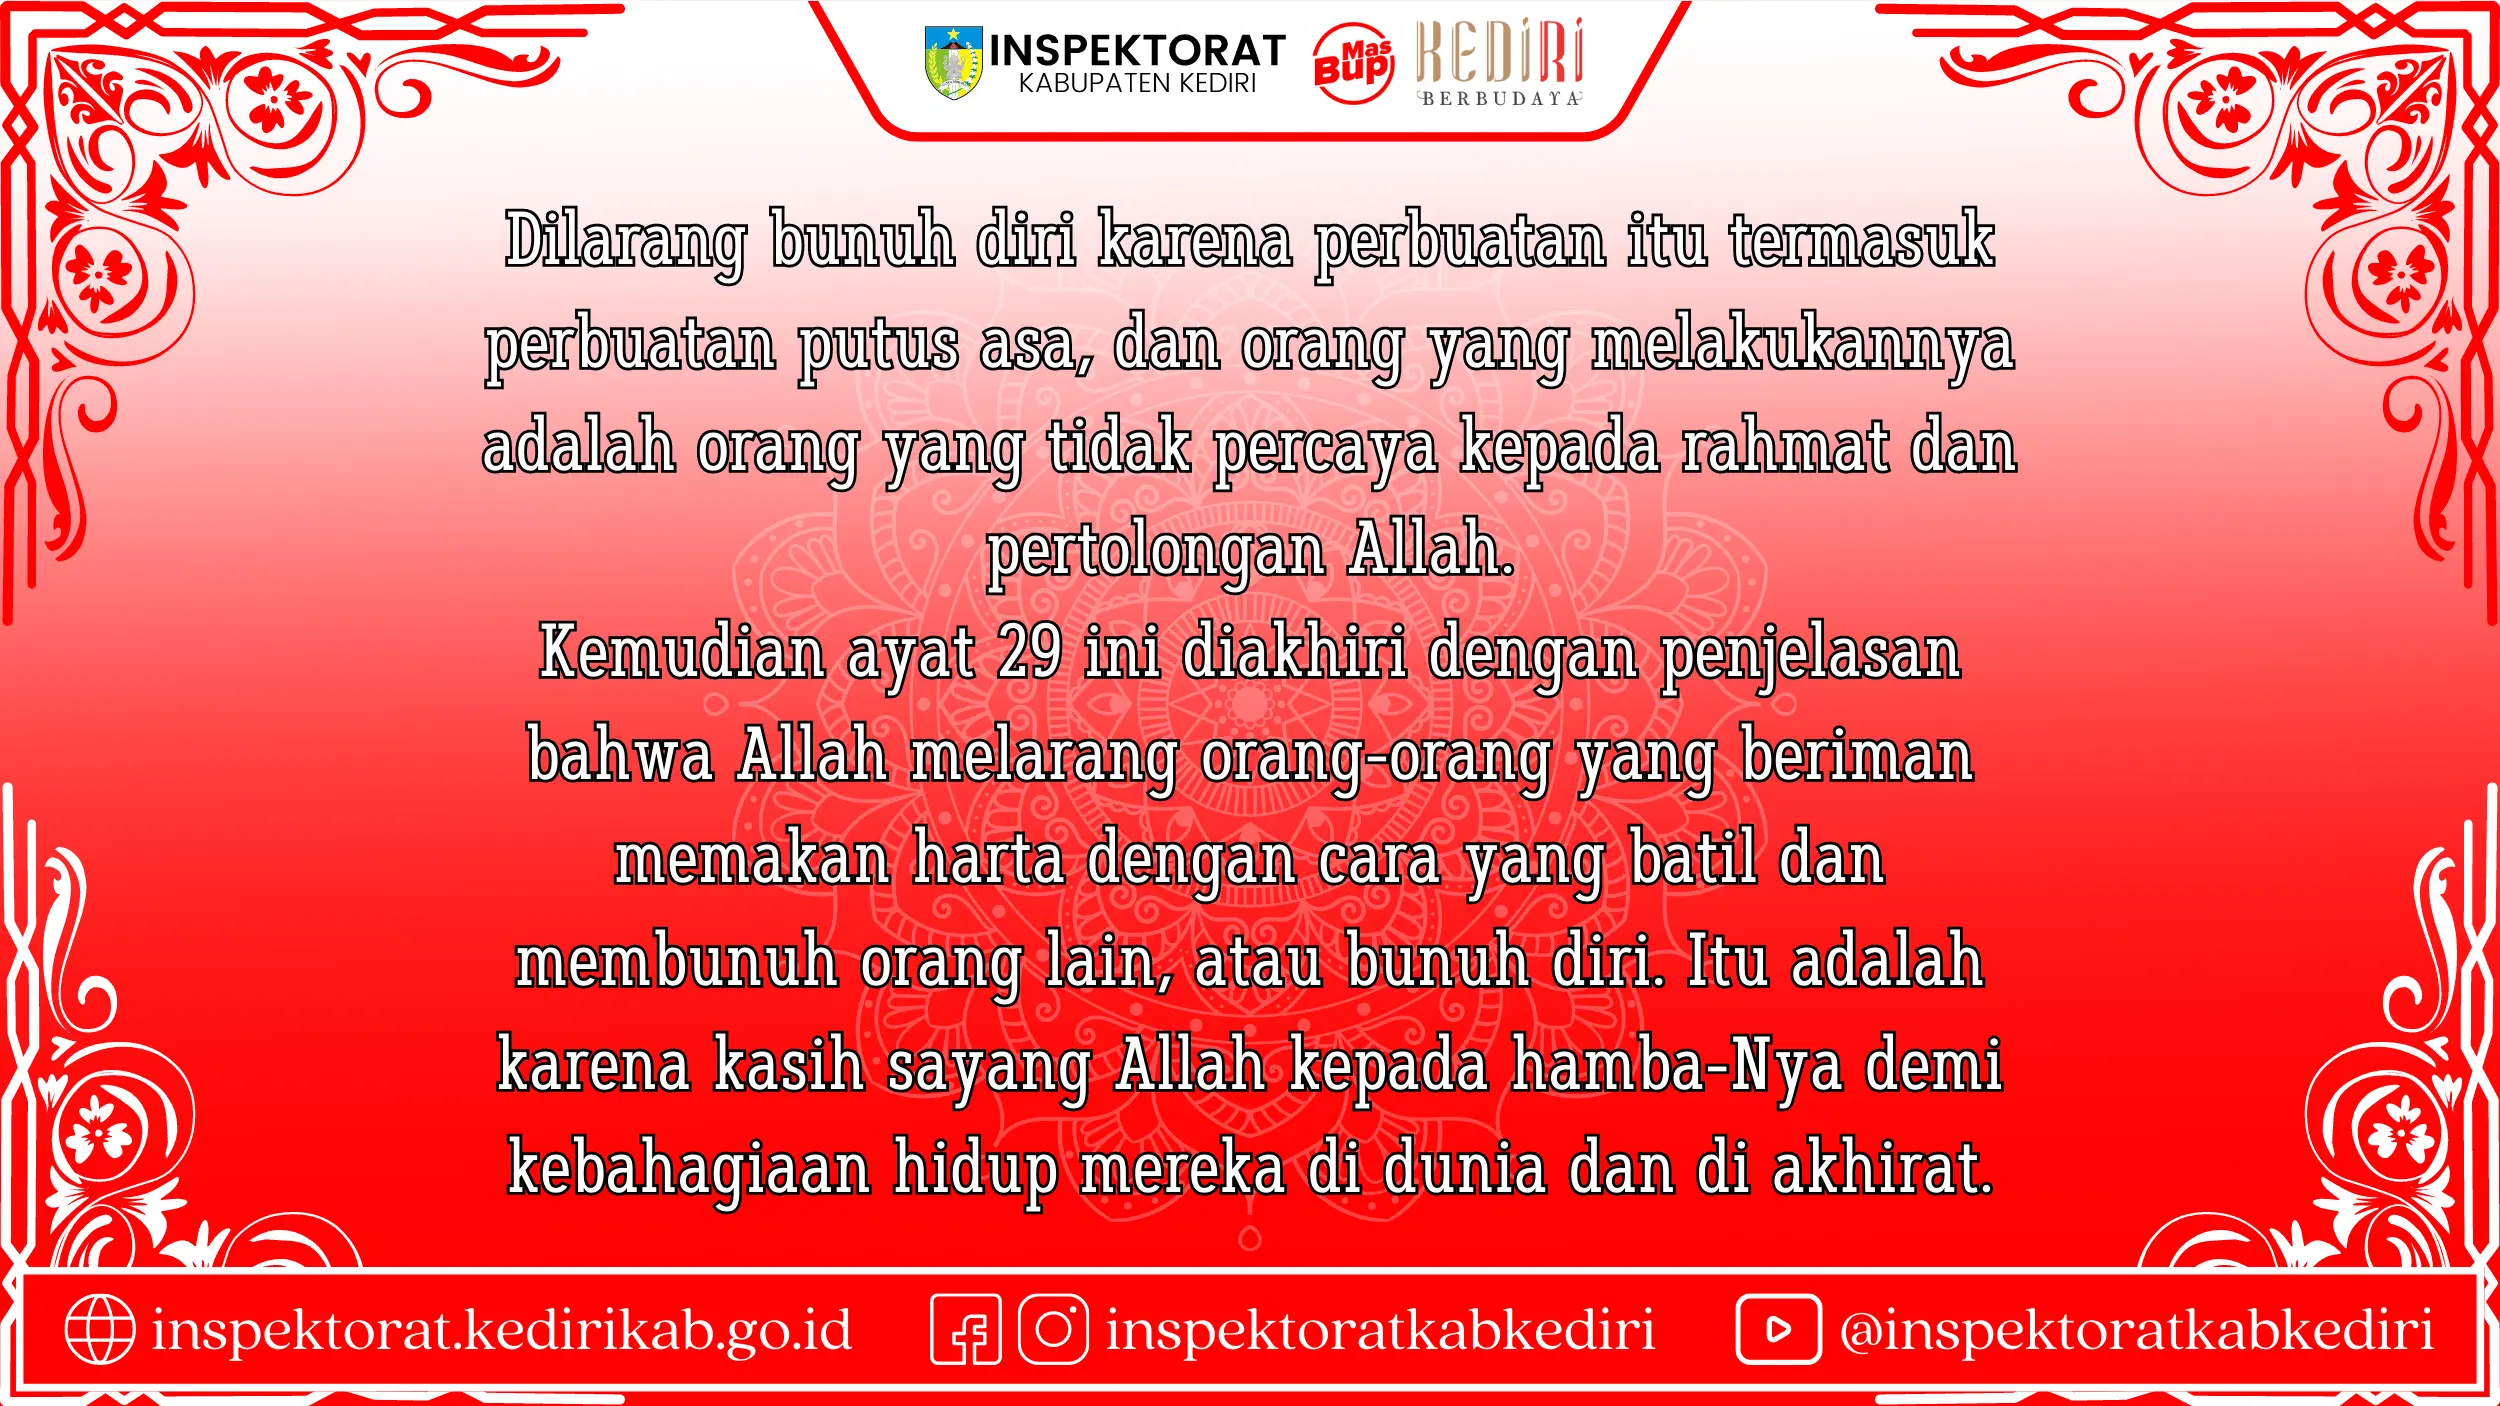 INSPEKTORAT
KABUPATEN KEDIRI
Mas
Bup
KEDIRI
BERBUDAYA
Dilarang bunuh diri karena perbuatan itu termasuk
perbuatan putus asa, dan orang yang melakukannya
adalah orang yang tidak percaya kepada rahmat dan
pertolongan Allah.
Kemudian ayat 29 ini diakhiri dengan penjelasan
bahwa Allah melarang orang-orang yang beriman
memakan harta dengan cara yang batil dan
membunuh orang lain, atau bunuh diri. Itu adalah
karena kasih sayang Allah kepada hamba-Nya demi
kebahagiaan hidup mereka di dunia dan di akhirat.
inspektorat.kedirikab.go.id
inspektoratkabkediri
@inspektoratkabkediri